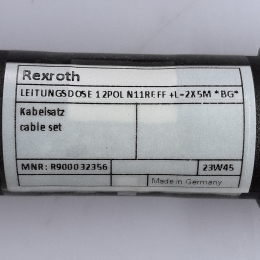 Rexroth
LEITUNGSDOSE 12POL N11REFF +L=2X5M *BG*
Kabelsatz
cable set
MNR: R900032356 23W45
Made in Germany